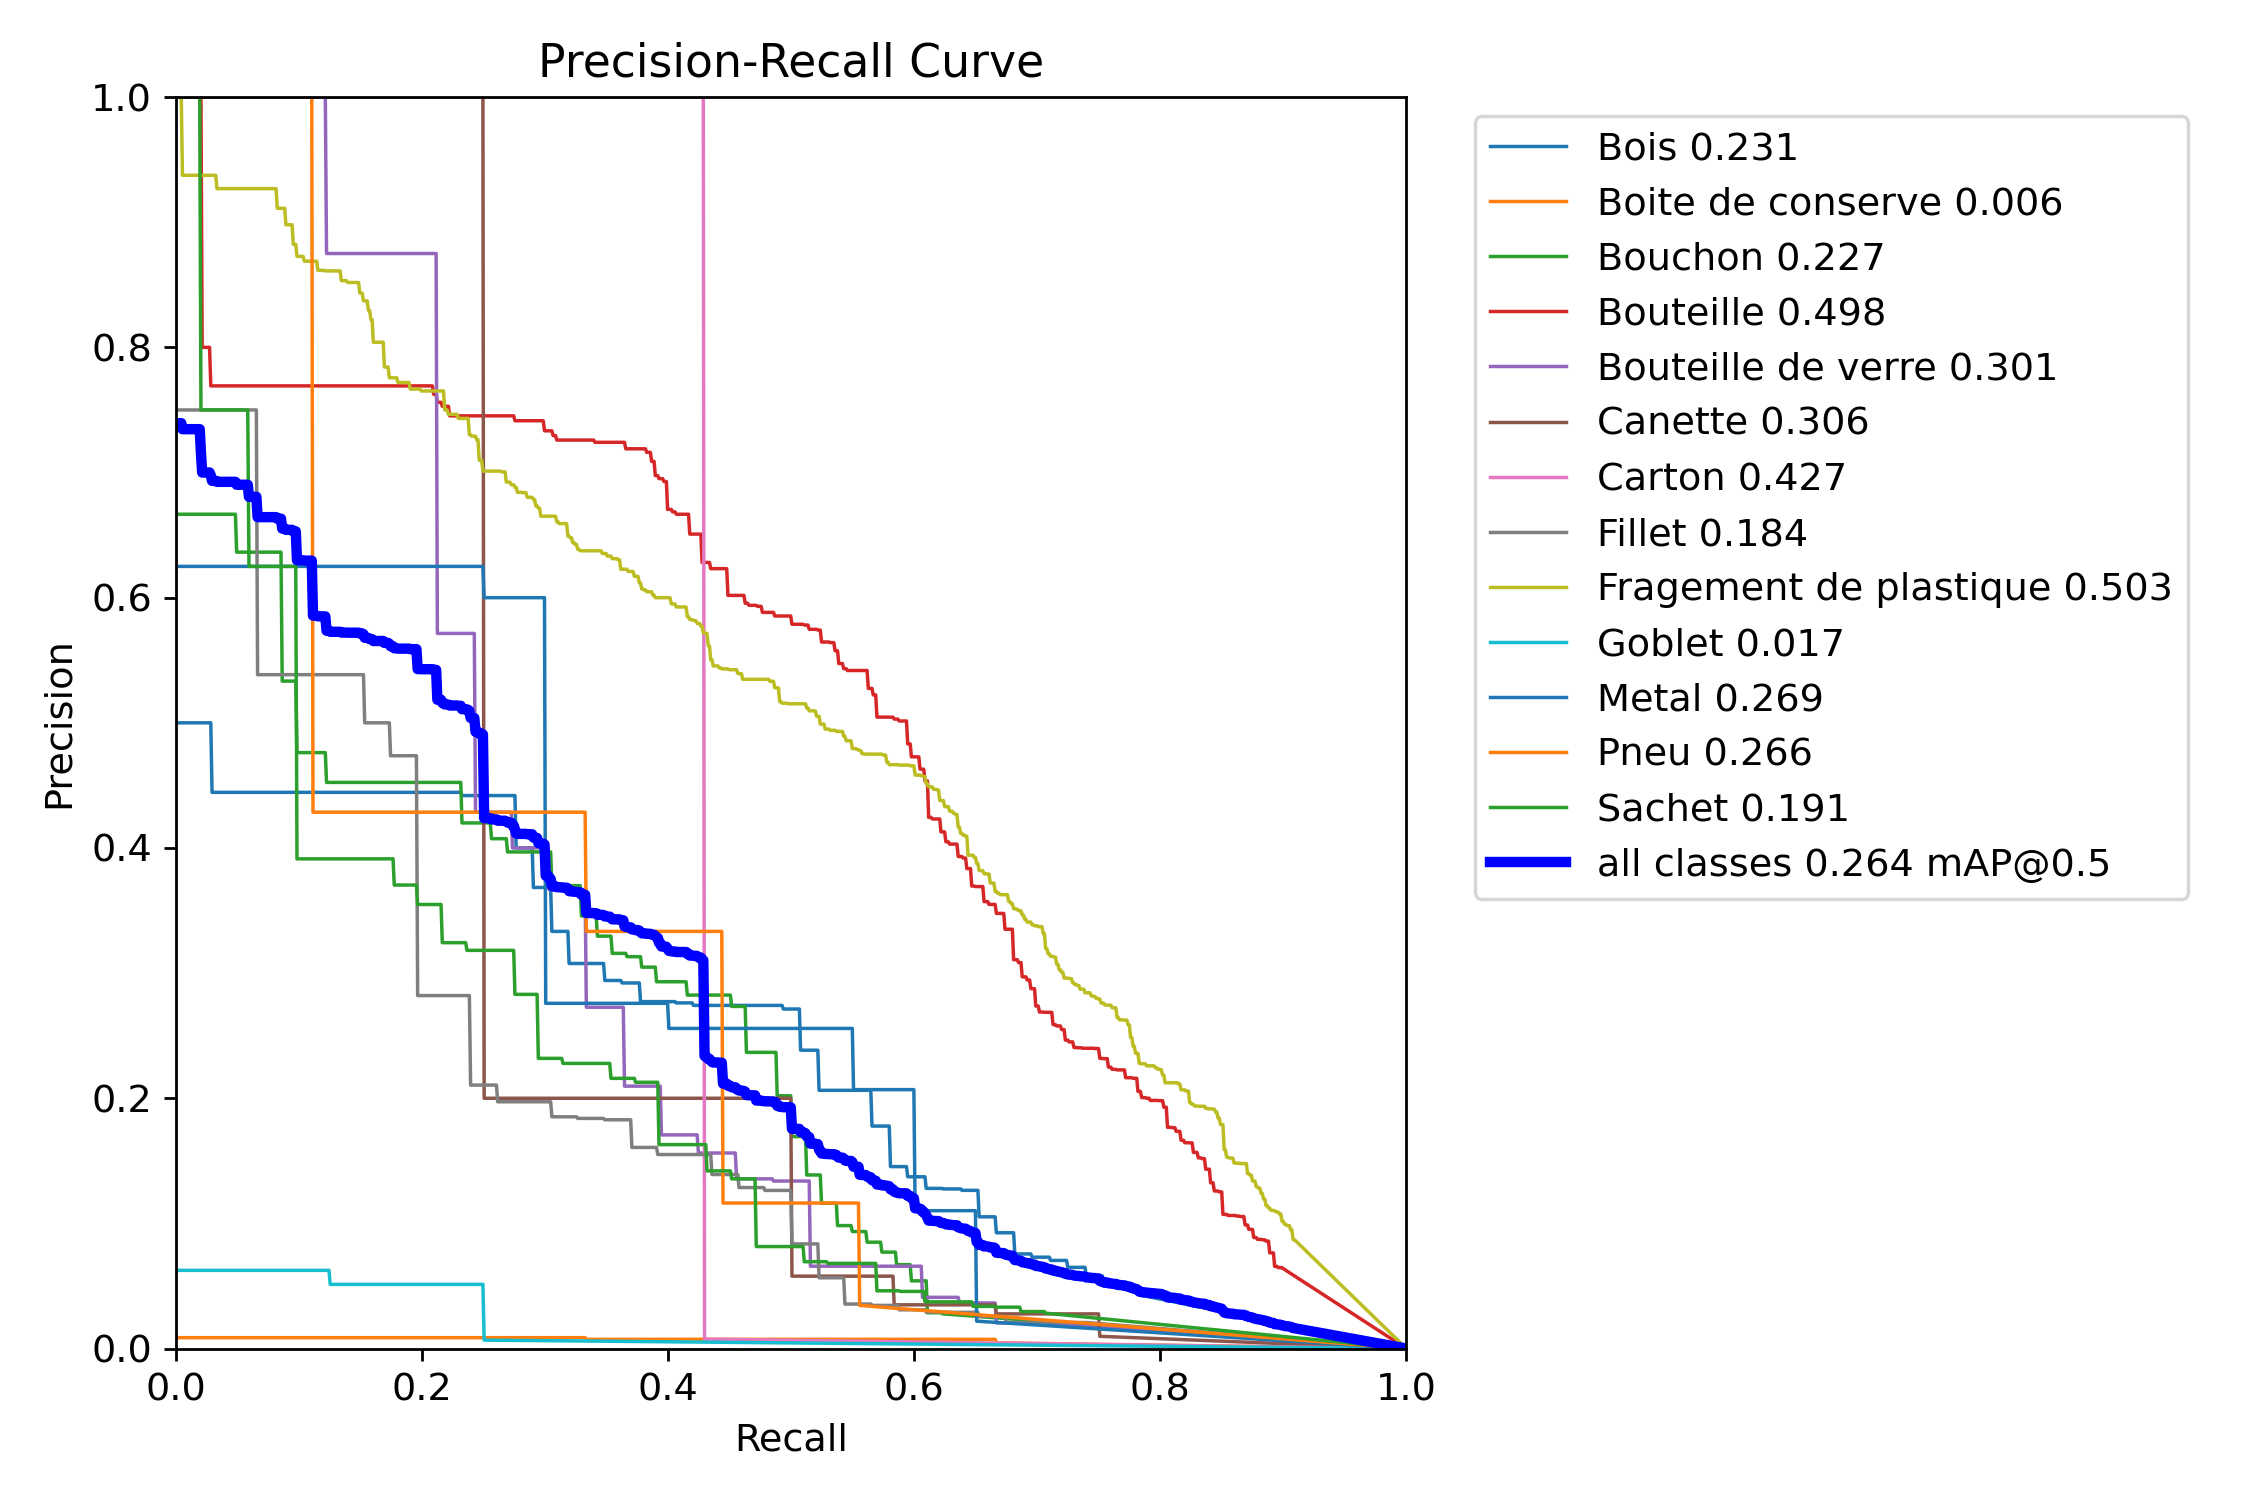 Precision-Recall Curve
1.0
0.8
0.6
0.4
0.2
0.0
Precision
0.0 0.2 0.4 0.6 0.8 1.0
Recall
Bois 0.231
Boite de conserve 0.006
Bouchon 0.227
Bouteille 0.498
Bouteille de verre 0.301
Canette 0.306
Carton 0.427
Fillet 0.184
Fragement de plastique 0.503
Goblet 0.017
Metal 0.269
Pneu 0.266
Sachet 0.191
all classes 0.264 mAP@0.5